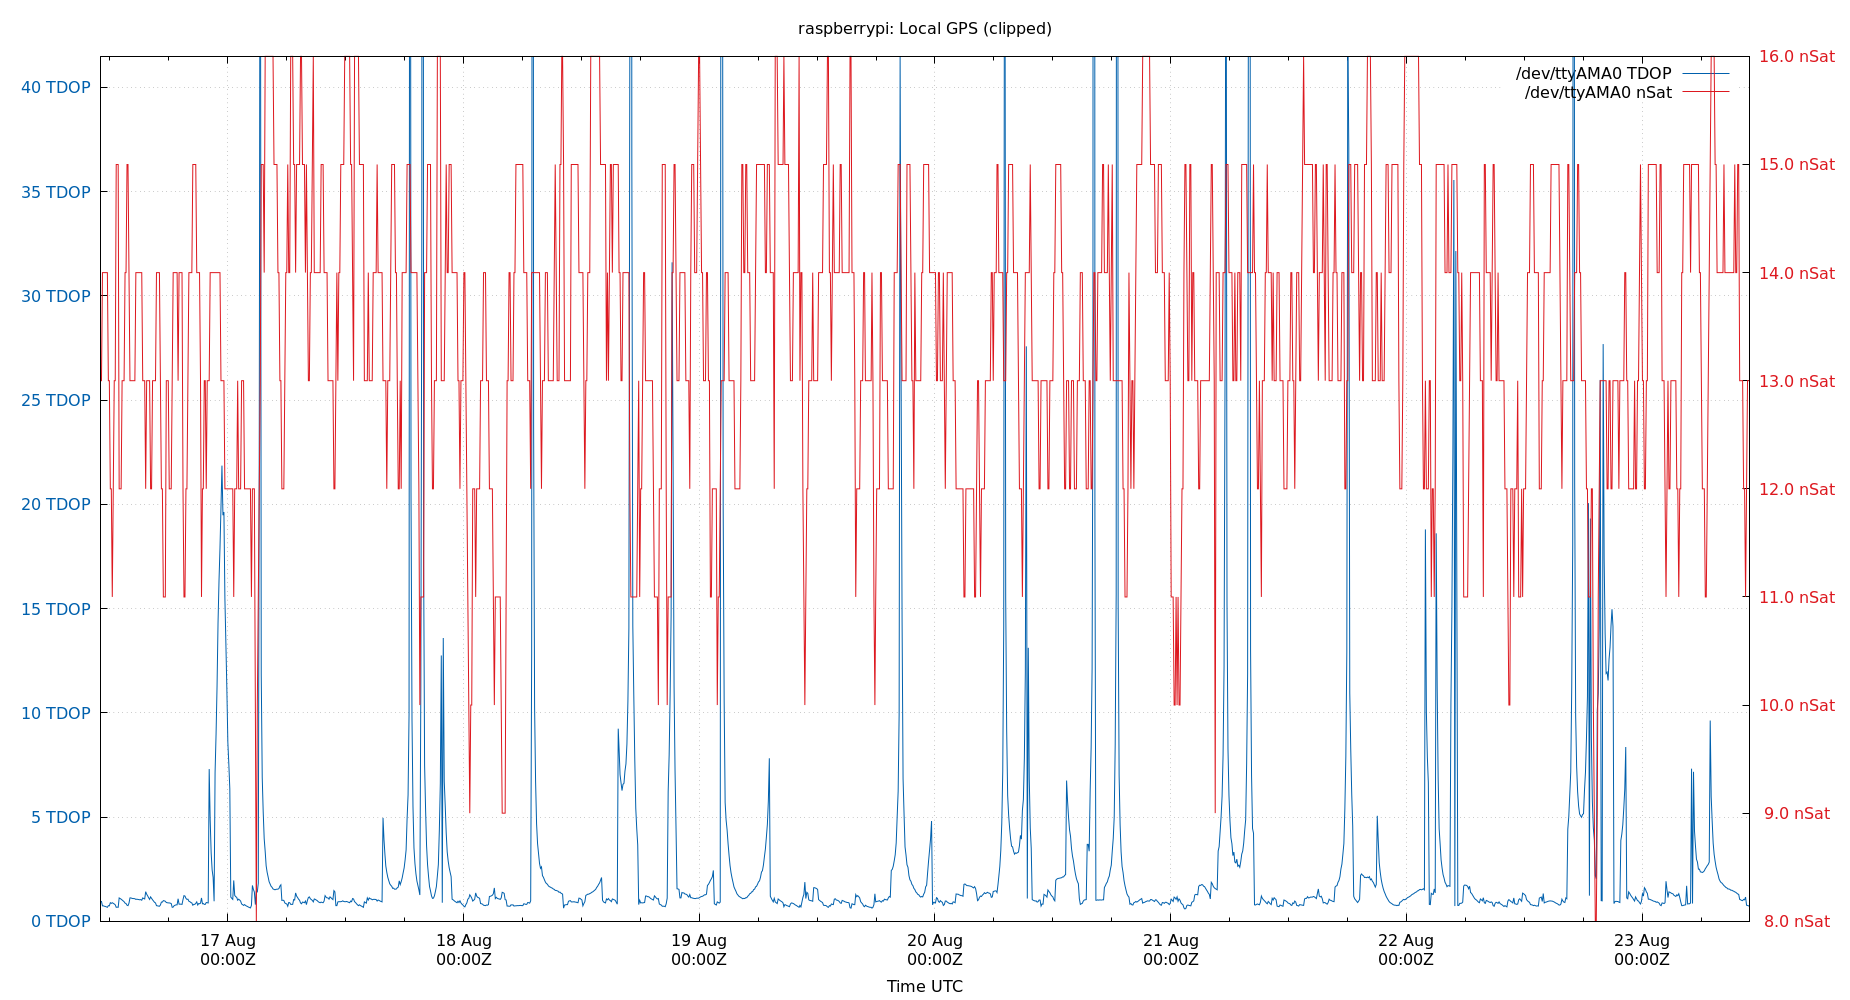 raspberrypi: Local GPS (clipped)
/dev/ttyAMA0 TDOP
/dev/ttyAMA0 nSat
40 TDOP
35 TDOP
30 TDOP
25 TDOP
20 TDOP
15 TDOP
10 TDOP
5 TDOP
0 TDOP
16.0 nSat
15.0 nSat
14.0 nSat
13.0 nSat
12.0 nSat
11.0 nSat
10.0 nSat
9.0 nSat
8.0 nSat
17 Aug 18 Aug 19 Aug 20 Aug 21 Aug 22 Aug 23 Aug
00:00Z 00:00Z 00:00Z 00:00Z 00:00Z 00:00Z 00:00Z
Time UTC